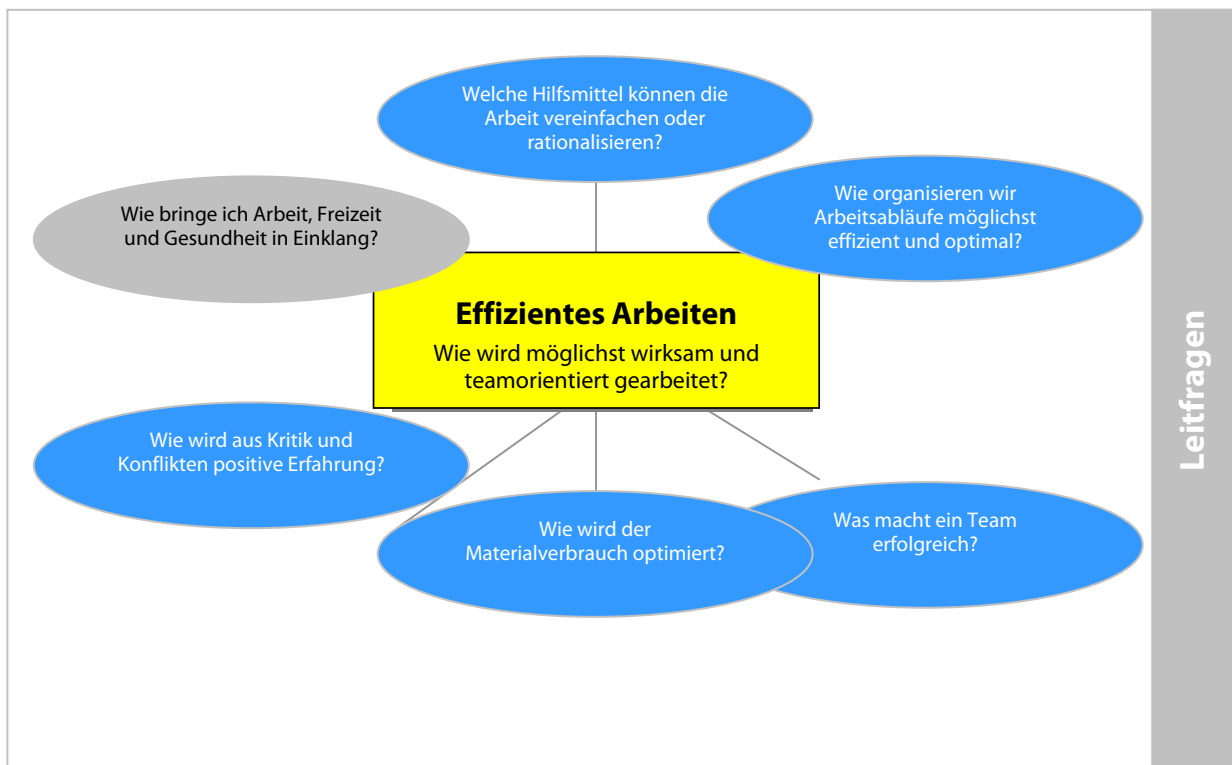 Welche Hilfsmittel können die
Arbeit vereinfachen oder
rationalisieren?
Wie bringe ich Arbeit, Freizeit
und Gesundheit in Einklang?
Wie organisieren wir
Arbeitsabläufe möglichst
effizient und optimal?
Effizientes Arbeiten
Wie wird möglichst wirksam und
teamorientiert gearbeitet?
Wie wird aus Kritik und
Konflikten positive Erfahrung?
Wie wird der
Materialverbrauch optimiert?
Was macht ein Team
erfolgreich?
Leitfragen